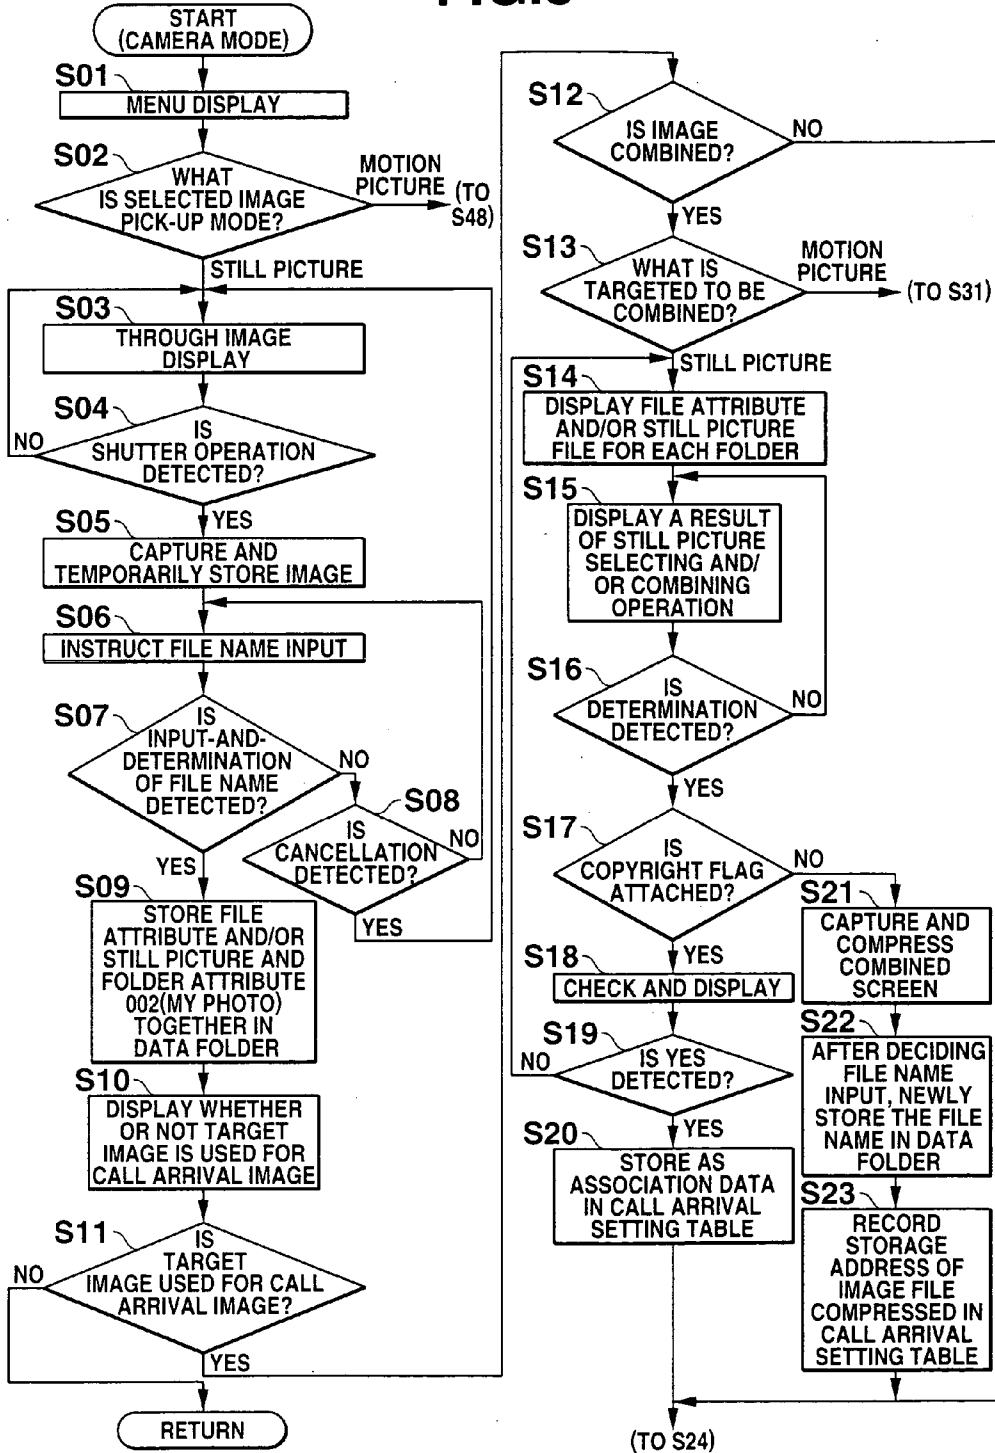 START
(CAMERA MODE)
S01
MENU DISPLAY
S02
WHAT
IS SELECTED IMAGE
PICK-UP MODE?
MOTION
PICTURE
(TO
S48)
STILL PICTURE
S03
THROUGH IMAGE
DISPLAY
S04
IS
SHUTTER OPERATION
DETECTED?
NO
YES
S05
CAPTURE AND
TEMPORARILY STORE IMAGE
S06
INSTRUCT FILE NAME INPUT
S07
IS
INPUT-AND-
DETERMINATION
OF FILE NAME
DETECTED?
NO
YES
S08
IS
CANCELLATION
DETECTED?
NO
YES
S09
STORE FILE
ATTRIBUTE AND/OR
STILL PICTURE AND
FOLDER ATTRIBUTE
002(MY PHOTO)
TOGETHER IN
DATA FOLDER
S10
DISPLAY WHETHER
OR NOT TARGET
IMAGE IS USED FOR
CALL ARRIVAL IMAGE
S11
IS
TARGET
IMAGE USED FOR CALL
ARRIVAL IMAGE?
NO
YES
RETURN
S12
IS IMAGE
COMBINED?
NO
YES
S13
WHAT IS
TARGETED TO BE
COMBINED?
MOTION
PICTURE
(TO S31)
STILL PICTURE
S14
DISPLAY FILE ATTRIBUTE
AND/OR STILL PICTURE
FILE FOR EACH FOLDER
S15
DISPLAY A RESULT
OF STILL PICTURE
SELECTING AND/
OR COMBINING
OPERATION
S16
IS
DETERMINATION
DETECTED?
NO
YES
S17
IS
COPYRIGHT FLAG
ATTACHED?
NO
YES
S18
CHECK AND DISPLAY
S19
IS YES
DETECTED?
NO
YES
S20
STORE AS
ASSOCIATION DATA
IN CALL ARRIVAL
SETTING TABLE
S21
CAPTURE AND
COMPRESS
COMBINED
SCREEN
S22
AFTER DECIDING
FILE NAME
INPUT, NEWLY
STORE THE FILE
NAME IN DATA
FOLDER
S23
RECORD
STORAGE
ADDRESS OF
IMAGE FILE
COMPRESSED IN
CALL ARRIVAL
SETTING TABLE
(TO S24)